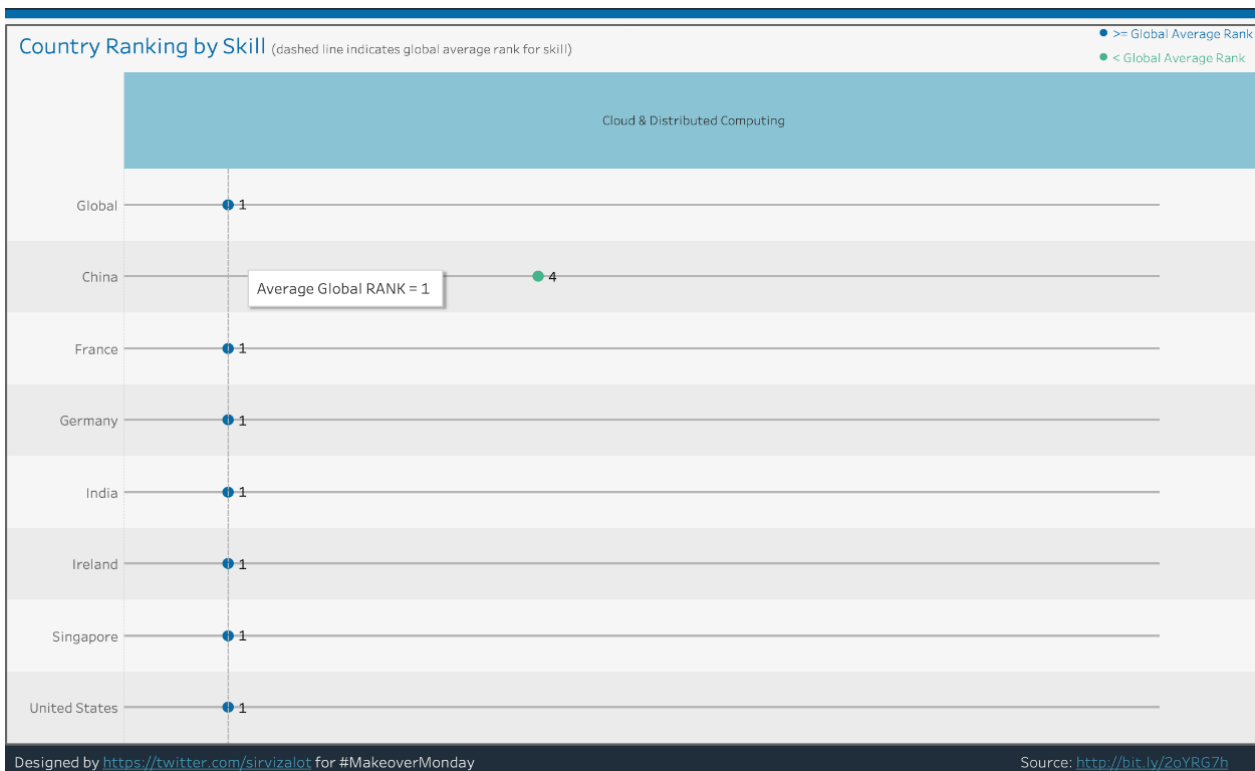 Country Ranking by Skill (dashed line indicates global average rank for skill)
>= Global Average Rank
< Global Average Rank
Cloud & Distributed Computing
Global 1
China 4
Average Global RANK = 1
France 1
Germany 1
India 1
Ireland 1
Singapore 1
United States 1
Designed by https://twitter.com/sirvizalot for #MakeoverMonday Source: http://bit.ly/2oYRG7h